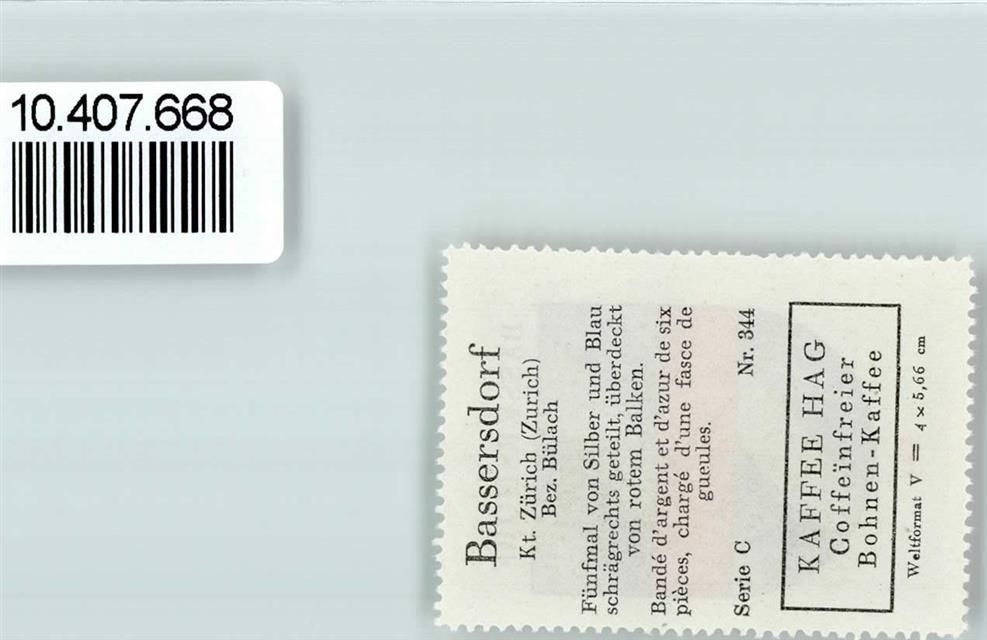 10.407.668
Bassersdorf
Kt. Zürich (Zurich)
Bez. Bülach
Fünfmal von Silber und Blau
schrägrechts geteilt, überdeckt
von rotem Balken.
Bandé d'argent et d'azur de six
pièces, chargé d'une fasce de
gueules.
Serie C Nr. 344
KAFFEE HAG
Coffeïnfreier
Bohnen-Kaffee
Weltformat V = 4 × 5,66 cm